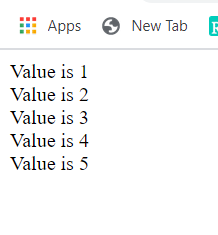 Apps New Tab
Value is 1
Value is 2
Value is 3
Value is 4
Value is 5